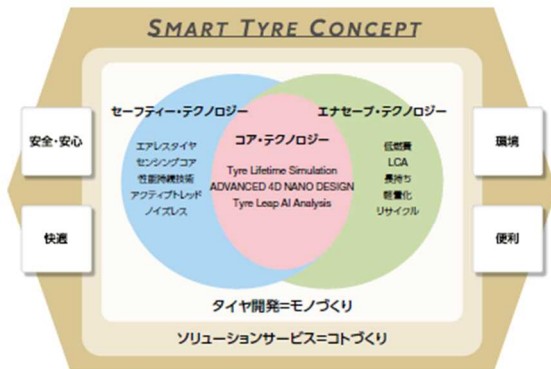 SMART TYRE CONCEPT
セーフティー・テクノロジー
エナセーブ・テクノロジー
安全・安心
快適
エアレスタイヤ
センシングコア
性能持続技術
アクティブトレッド
ノイズレス
コア・テクノロジー
Tyre Lifetime Simulation
ADVANCED 4D NANO DESIGN
Tyre Leap AI Analysis
低燃費
LCA
長持ち
軽量化
リサイクル
環境
便利
タイヤ開発=モノづくり
ソリューションサービス=コトづくり